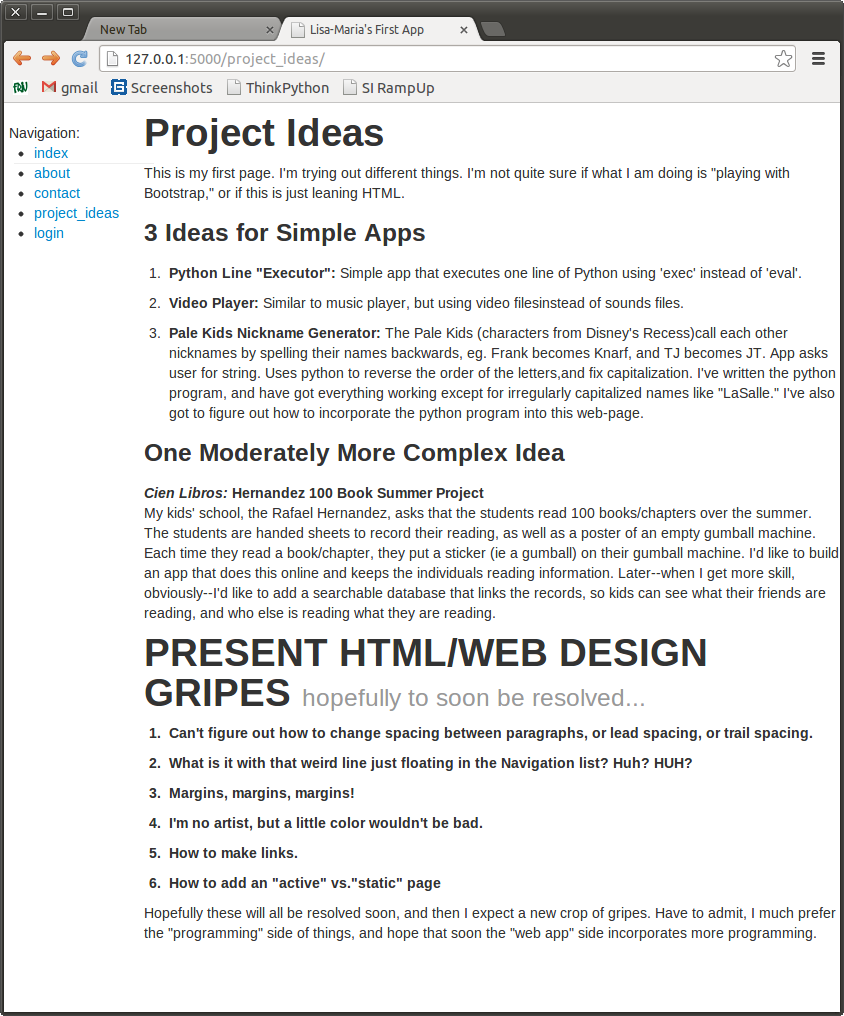 New Tab
Lisa-Maria's First App
127.0.0.1:5000/project_ideas/
gmail
Screenshots
ThinkPython
SI RampUp
Navigation:
index
about
contact
project_ideas
login
Project Ideas
This is my first page. I'm trying out different things. I'm not quite sure if what I am doing is "playing with
Bootstrap," or if this is just leaning HTML.
3 Ideas for Simple Apps
1. Python Line "Executor": Simple app that executes one line of Python using 'exec' instead of 'eval'.
2. Video Player: Similar to music player, but using video filesinstead of sounds files.
3. Pale Kids Nickname Generator: The Pale Kids (characters from Disney's Recess)call each other
nicknames by spelling their names backwards, eg. Frank becomes Knarf, and TJ becomes JT. App asks
user for string. Uses python to reverse the order of the letters,and fix capitalization. I've written the python
program, and have got everything working except for irregularly capitalized names like "LaSalle." I've also
got to figure out how to incorporate the python program into this web-page.
One Moderately More Complex Idea
Cien Libros: Hernandez 100 Book Summer Project
My kids' school, the Rafael Hernandez, asks that the students read 100 books/chapters over the summer.
The students are handed sheets to record their reading, as well as a poster of an empty gumball machine.
Each time they read a book/chapter, they put a sticker (ie a gumball) on their gumball machine. I'd like to build
an app that does this online and keeps the individuals reading information. Later--when I get more skill,
obviously--I'd like to add a searchable database that links the records, so kids can see what their friends are
reading, and who else is reading what they are reading.
PRESENT HTML/WEB DESIGN
GRIPES hopefully to soon be resolved...
1. Can't figure out how to change spacing between paragraphs, or lead spacing, or trail spacing.
2. What is it with that weird line just floating in the Navigation list? Huh? HUH?
3. Margins, margins, margins!
4. I'm no artist, but a little color wouldn't be bad.
5. How to make links.
6. How to add an "active" vs."static" page
Hopefully these will all be resolved soon, and then I expect a new crop of gripes. Have to admit, I much prefer
the "programming" side of things, and hope that soon the "web app" side incorporates more programming.